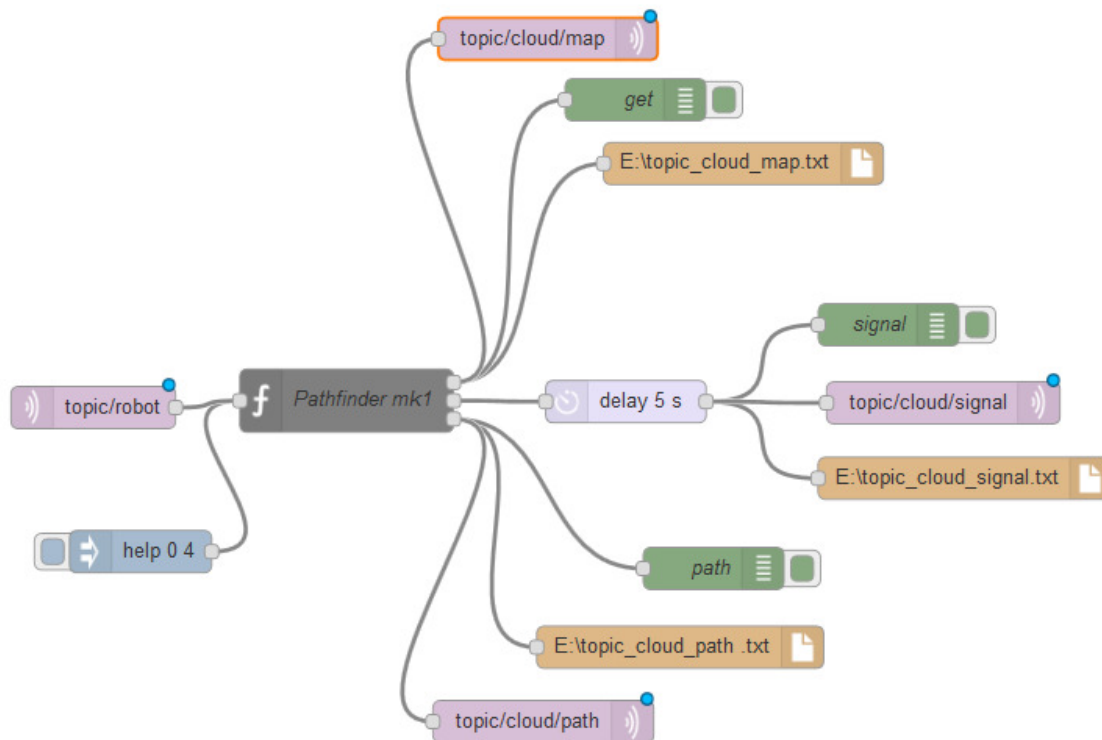 topic/cloud/map
get
E:\topic_cloud_map.txt
signal
topic/robot
Pathfinder mk1
delay 5 s
topic/cloud/signal
E:\topic_cloud_signal.txt
help 0 4
path
E:\topic_cloud_path .txt
topic/cloud/path